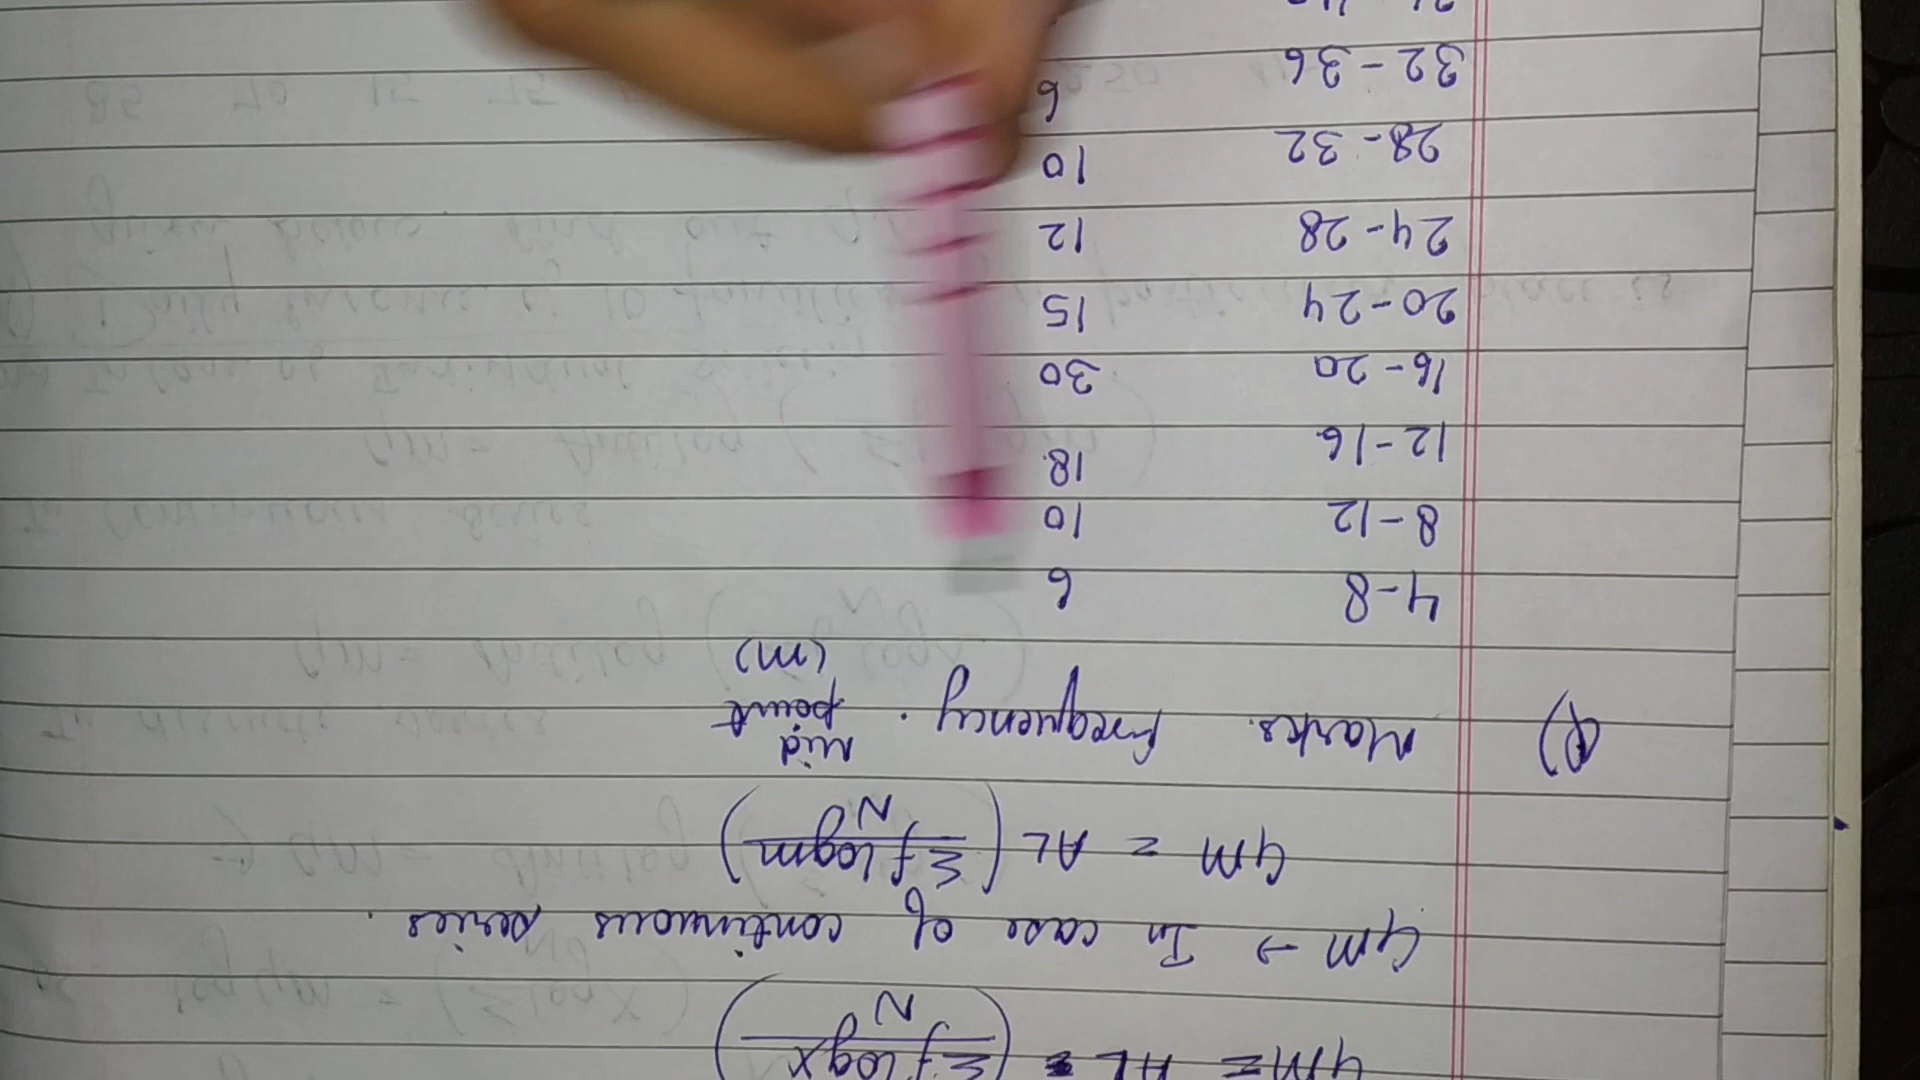 GM = AL (Σf logx / N)
GM → In case of continuous series.
GM = AL (Σf logm / N)
Q) Marks. frequency. Mid point (m)
4-8 6
8-12 10
12-16 18
16-20 30
20-24 15
24-28 12
28-32 10
32-36 6